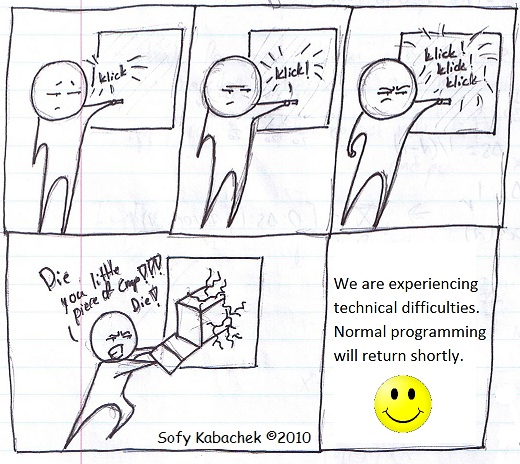 klick
klick!
klick!
klick!
klick!
Die
you little
piece of crap!!!!
Die!!
We are experiencing
technical difficulties.
Normal programming
will return shortly.
Sofy Kabachek ©2010